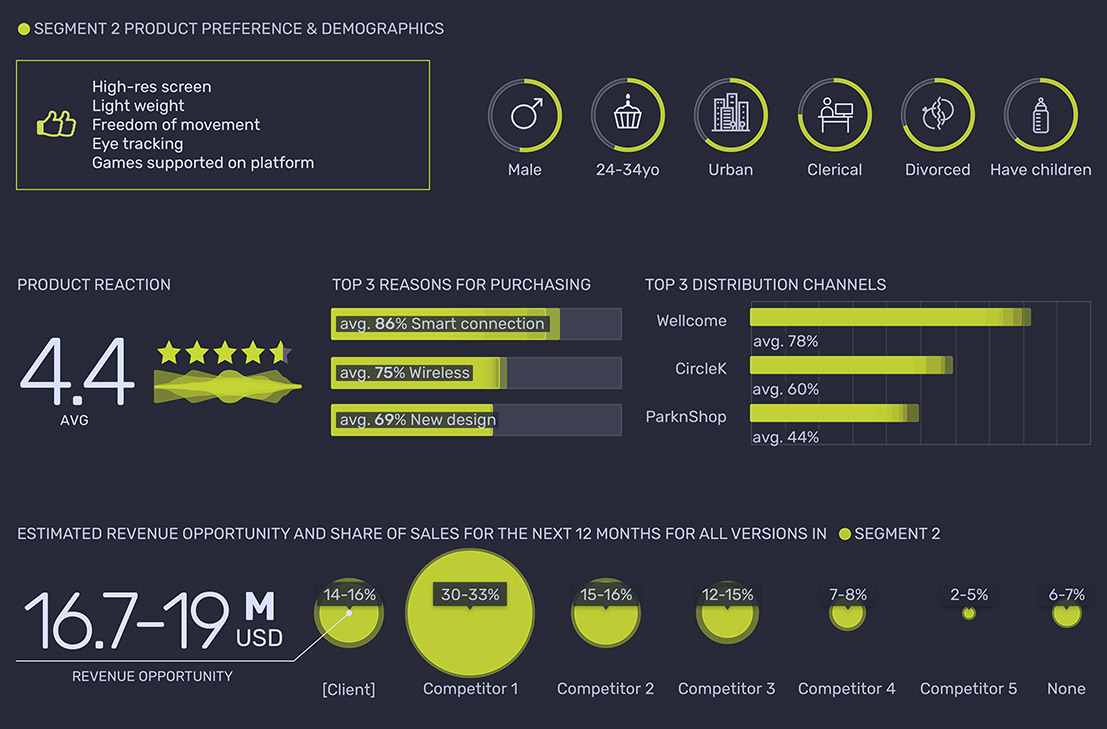 SEGMENT 2 PRODUCT PREFERENCE & DEMOGRAPHICS
High-res screen
Light weight
Freedom of movement
Eye tracking
Games supported on platform
Male
24-34yo
Urban
Clerical
Divorced
Have children
PRODUCT REACTION
4.4
AVG
TOP 3 REASONS FOR PURCHASING
avg. 86% Smart connection
avg. 75% Wireless
avg. 69% New design
TOP 3 DISTRIBUTION CHANNELS
Wellcome
avg. 78%
CircleK
avg. 60%
ParknShop
avg. 44%
ESTIMATED REVENUE OPPORTUNITY AND SHARE OF SALES FOR THE NEXT 12 MONTHS FOR ALL VERSIONS IN SEGMENT 2
16.7-19 M USD
REVENUE OPPORTUNITY
14-16%
30-33%
15-16%
12-15%
7-8%
2-5%
6-7%
[Client]
Competitor 1
Competitor 2
Competitor 3
Competitor 4
Competitor 5
None